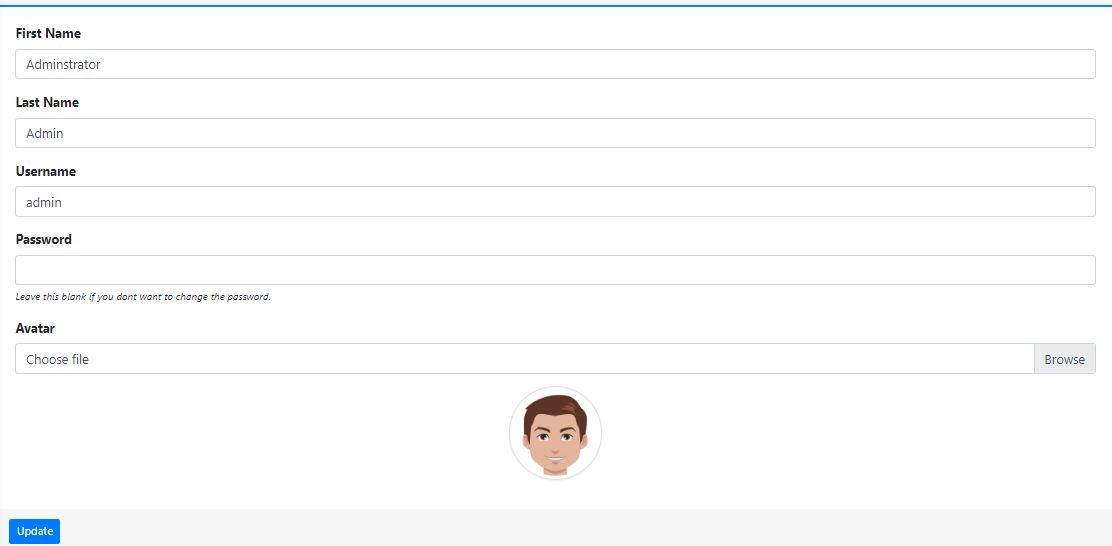 First Name
Adminstrator
Last Name
Admin
Username
admin
Password
Leave this blank if you dont want to change the password.
Avatar
Choose file Browse
Update